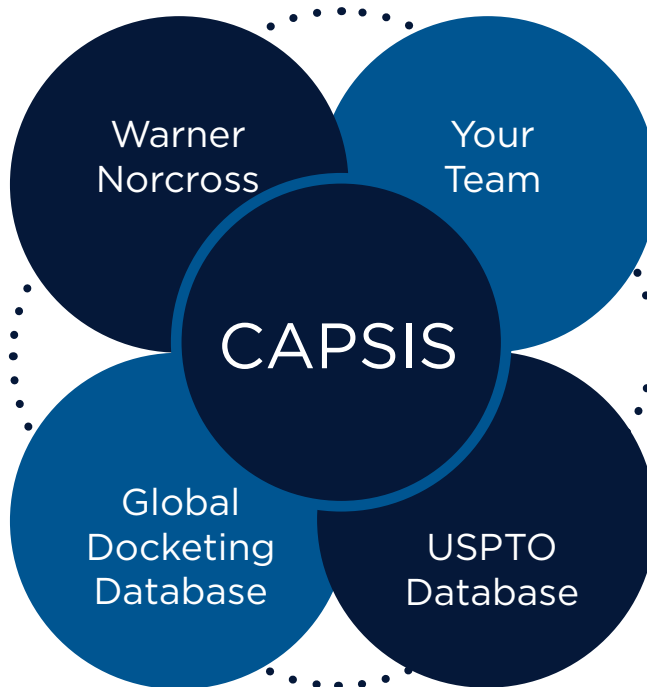 Warner
Norcross
Your
Team
CAPSIS
Global
Docketing
Database
USPTO
Database